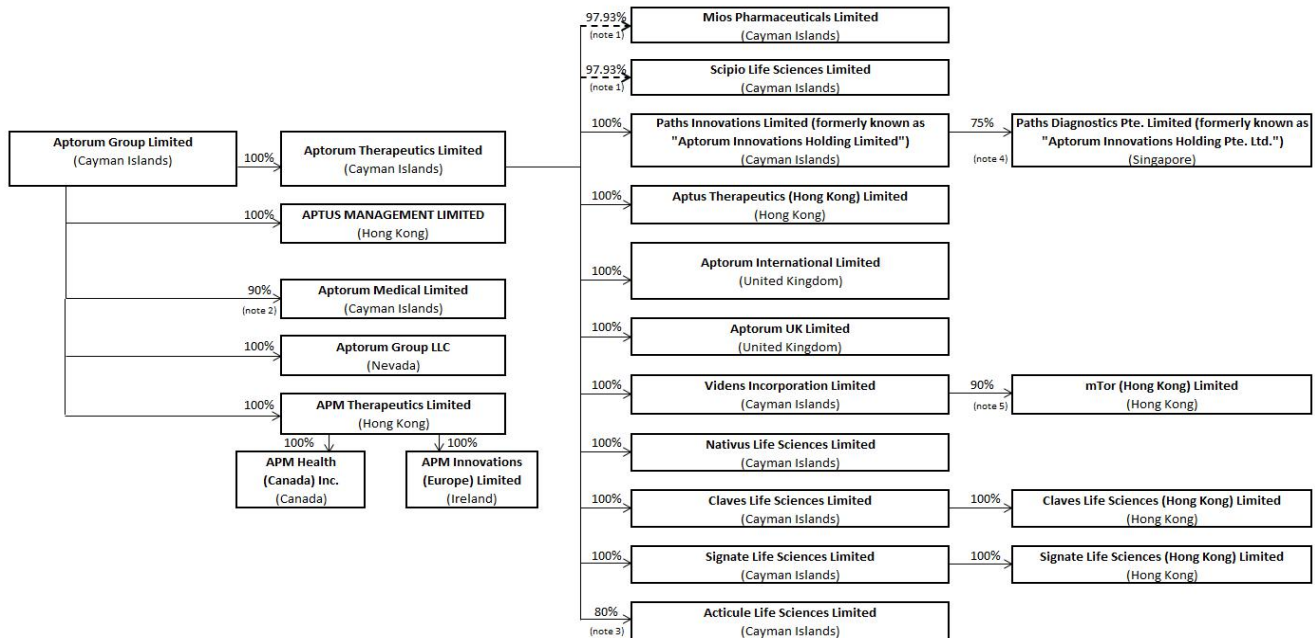 97.93%
(note 1)
Mios Pharmaceuticals Limited
(Cayman Islands)
97.93%
(note 1)
Scipio Life Sciences Limited
(Cayman Islands)
Aptorum Group Limited
(Cayman Islands)
100%
Aptorum Therapeutics Limited
(Cayman Islands)
100%
Paths Innovations Limited (formerly known as
"Aptorum Innovations Holding Limited")
(Cayman Islands)
75%
(note 4)
Paths Diagnostics Pte. Limited (formerly known as
"Aptorum Innovations Holding Pte. Ltd.")
(Singapore)
100%
APTUS MANAGEMENT LIMITED
(Hong Kong)
100%
Aptus Therapeutics (Hong Kong) Limited
(Hong Kong)
100%
Aptorum International Limited
(United Kingdom)
90%
(note 2)
Aptorum Medical Limited
(Cayman Islands)
100%
Aptorum UK Limited
(United Kingdom)
100%
Aptorum Group LLC
(Nevada)
100%
Videns Incorporation Limited
(Cayman Islands)
90%
(note 5)
mTor (Hong Kong) Limited
(Hong Kong)
100%
APM Therapeutics Limited
(Hong Kong)
100%
100%
APM Health
(Canada) Inc.
(Canada)
APM Innovations
(Europe) Limited
(Ireland)
100%
Nativus Life Sciences Limited
(Cayman Islands)
100%
Claves Life Sciences Limited
(Cayman Islands)
100%
Claves Life Sciences (Hong Kong) Limited
(Hong Kong)
100%
Signate Life Sciences Limited
(Cayman Islands)
100%
Signate Life Sciences (Hong Kong) Limited
(Hong Kong)
80%
(note 3)
Acticule Life Sciences Limited
(Cayman Islands)